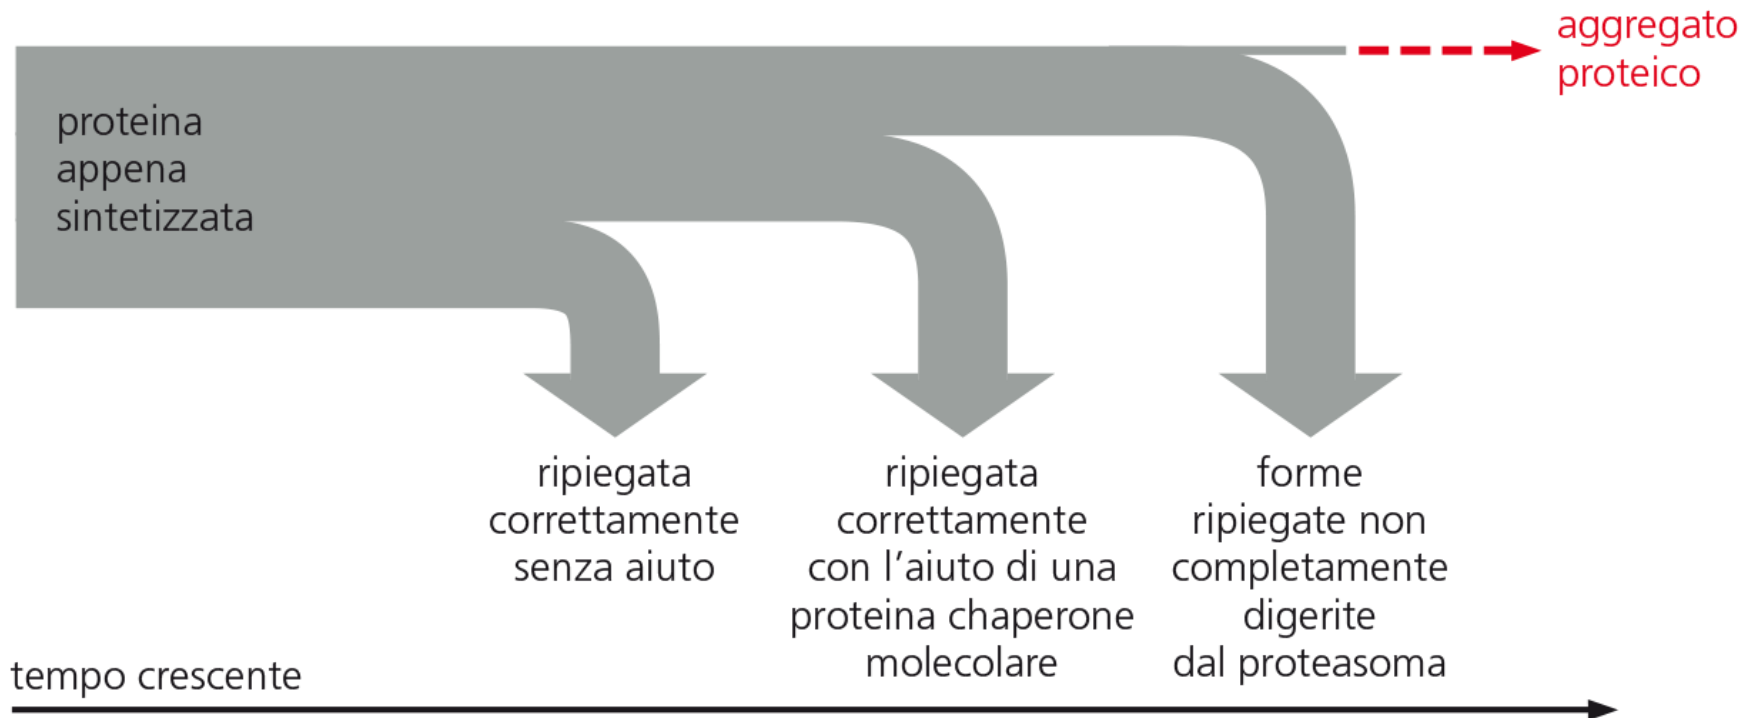 aggregato
proteico
proteina
appena
sintetizzata
ripiegata
correttamente
senza aiuto
ripiegata
correttamente
con l'aiuto di una
proteina chaperone
molecolare
forme
ripiegate non
completamente
digerite
dal proteasoma
tempo crescente